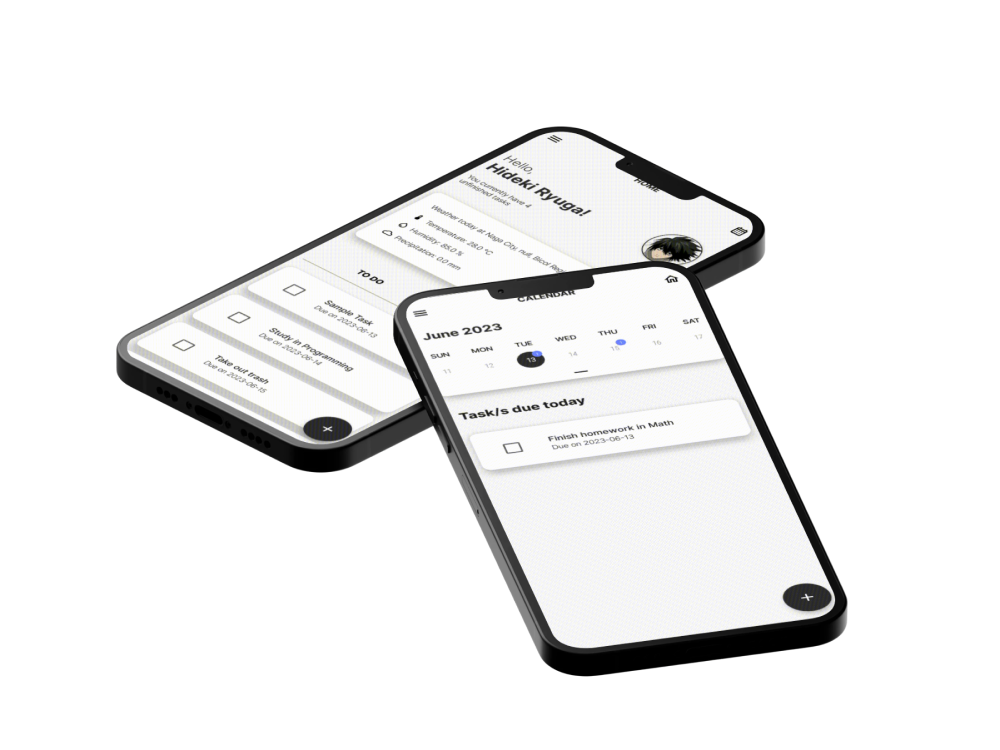 HOME
Hello,
Hideki Ryuga!
You currently have 4
unfinished tasks
Weather today at Naga City, null, Bicol
Temperature: 28.0 °C
Humidity: 85.0 %
Precipitation: 0.0 mm
TO DO
Sample Task
Due on 2023-06-13
Study in Programming
Due on 2023-06-14
Take out trash
Due on 2023-06-15
+
CALENDAR
June 2023
SUN MON TUE WED THU FRI SAT
11 12 13 14 15 16 17
Task/s due today
Finish homework in Math
Due on 2023-06-13
+